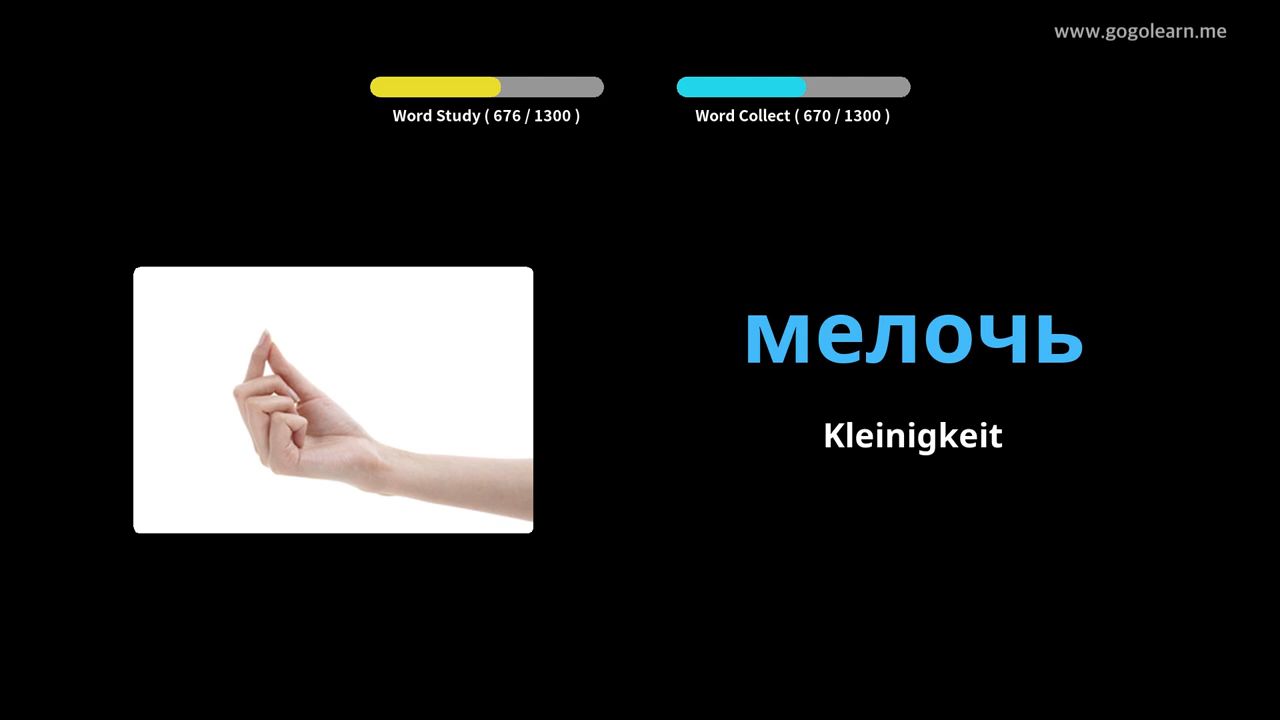 www.gogolearn.me
Word Study ( 676 / 1300 )
Word Collect ( 670 / 1300 )
мелочь
Kleinigkeit